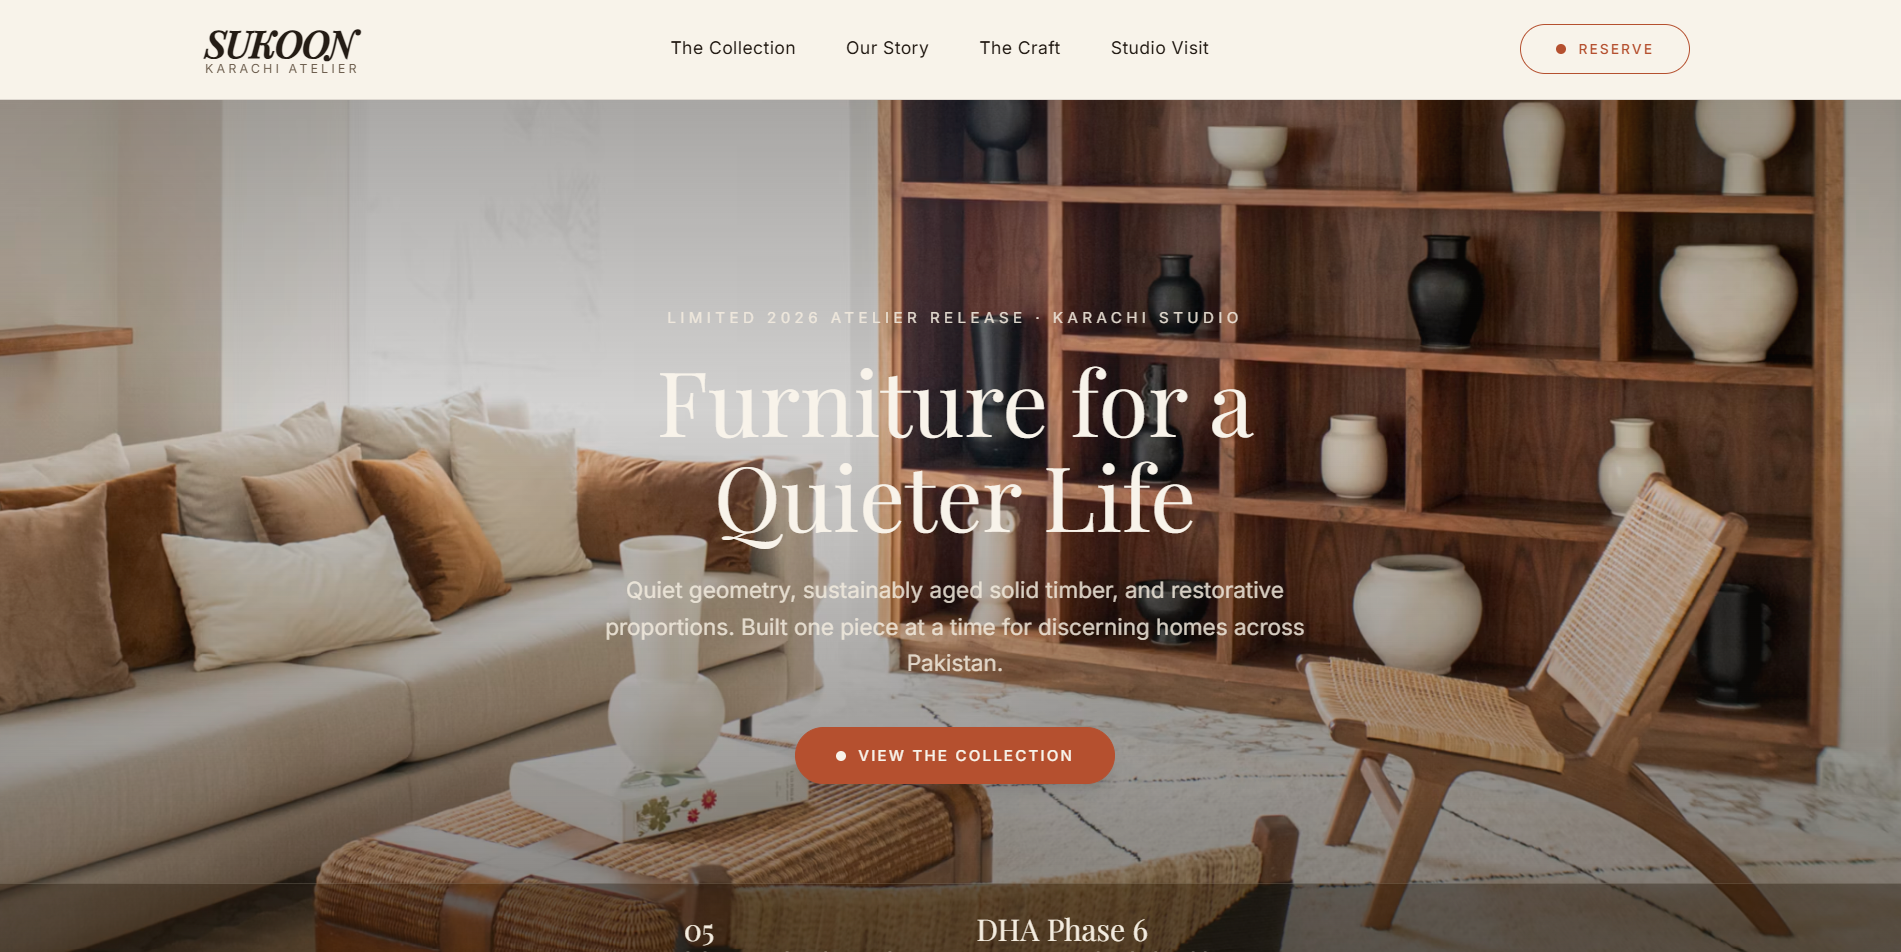 SUKOON
KARACHI ATELIER
The Collection
Our Story
The Craft
Studio Visit
RESERVE
LIMITED 2026 ATELIER RELEASE · KARACHI STUDIO
Furniture for a
Quieter Life
Quiet geometry, sustainably aged solid timber, and restorative
proportions. Built one piece at a time for discerning homes across
Pakistan.
VIEW THE COLLECTION
05
DHA Phase 6